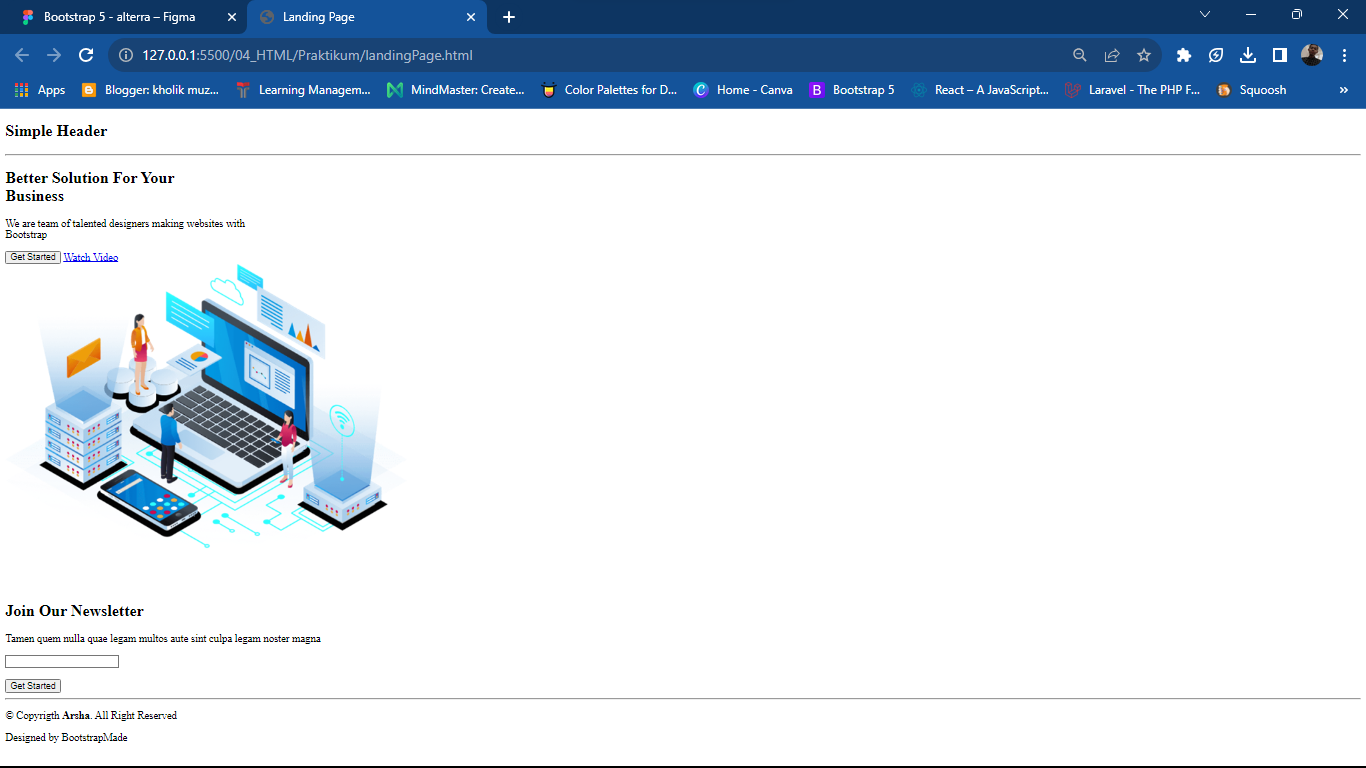 Bootstrap 5 - alterra – Figma
Landing Page
127.0.0.1:5500/04_HTML/Praktikum/landingPage.html
Apps
Blogger: kholik muz...
Learning Managem...
MindMaster: Create...
Color Palettes for D...
Home - Canva
Bootstrap 5
React – A JavaScript...
Laravel - The PHP F...
Squoosh
»
Simple Header
Better Solution For Your
Business
We are team of talented designers making websites with
Bootstrap
Get Started Watch Video
Join Our Newsletter
Tamen quem nulla quae legam multos aute sint culpa legam noster magna
Get Started
© Copyrigth Arsha. All Right Reserved
Designed by BootstrapMade